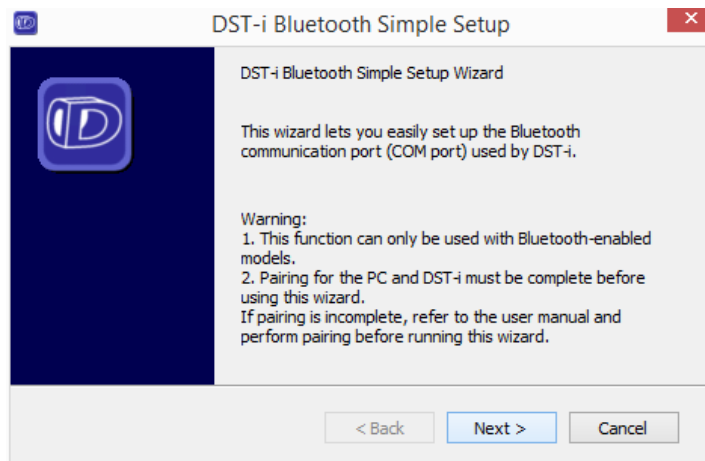 DST-i Bluetooth Simple Setup
DST-i Bluetooth Simple Setup Wizard
This wizard lets you easily set up the Bluetooth
communication port (COM port) used by DST-i.
Warning:
1. This function can only be used with Bluetooth-enabled
models.
2. Pairing for the PC and DST-i must be complete before
using this wizard.
If pairing is incomplete, refer to the user manual and
perform pairing before running this wizard.
< Back
Next >
Cancel